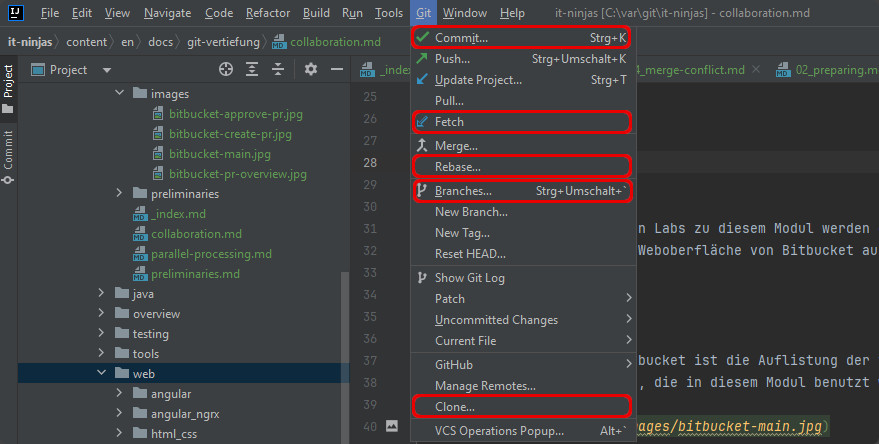 File Edit View Navigate Code Refactor Build Run Tools Git Window Help it-ninjas [C:\var\git\it-ninjas] - collaboration.md
it-ninjas content en docs git-vertiefung collaboration.md
Project
Commit
Project
images
bitbucket-approve-pr.jpg
bitbucket-create-pr.jpg
bitbucket-main.jpg
bitbucket-pr-overview.jpg
preliminaries
_index.md
collaboration.md
parallel-processing.md
preliminaries.md
java
overview
testing
tools
web
angular
angular_ngrx
html_css
Commit... Strg+K
Push... Strg+Umschalt+K
Update Project... Strg+T
Pull...
Fetch
Merge...
Rebase...
Branches... Strg+Umschalt+`
New Branch...
New Tag...
Reset HEAD...
Show Git Log
Patch
Uncommitted Changes
Current File
GitHub
Manage Remotes...
Clone...
VCS Operations Popup... Alt+`
_merge-conflict.md 02_preparing.m
25
26
27
28
29
30
31
n Labs zu diesem Modul werden
32
Weboberfläche von Bitbucket au
33
34
35
36
37
bucket ist die Auflistung der
38
, die in diesem Modul benutzt
39
40
ages/bitbucket-main.jpg)